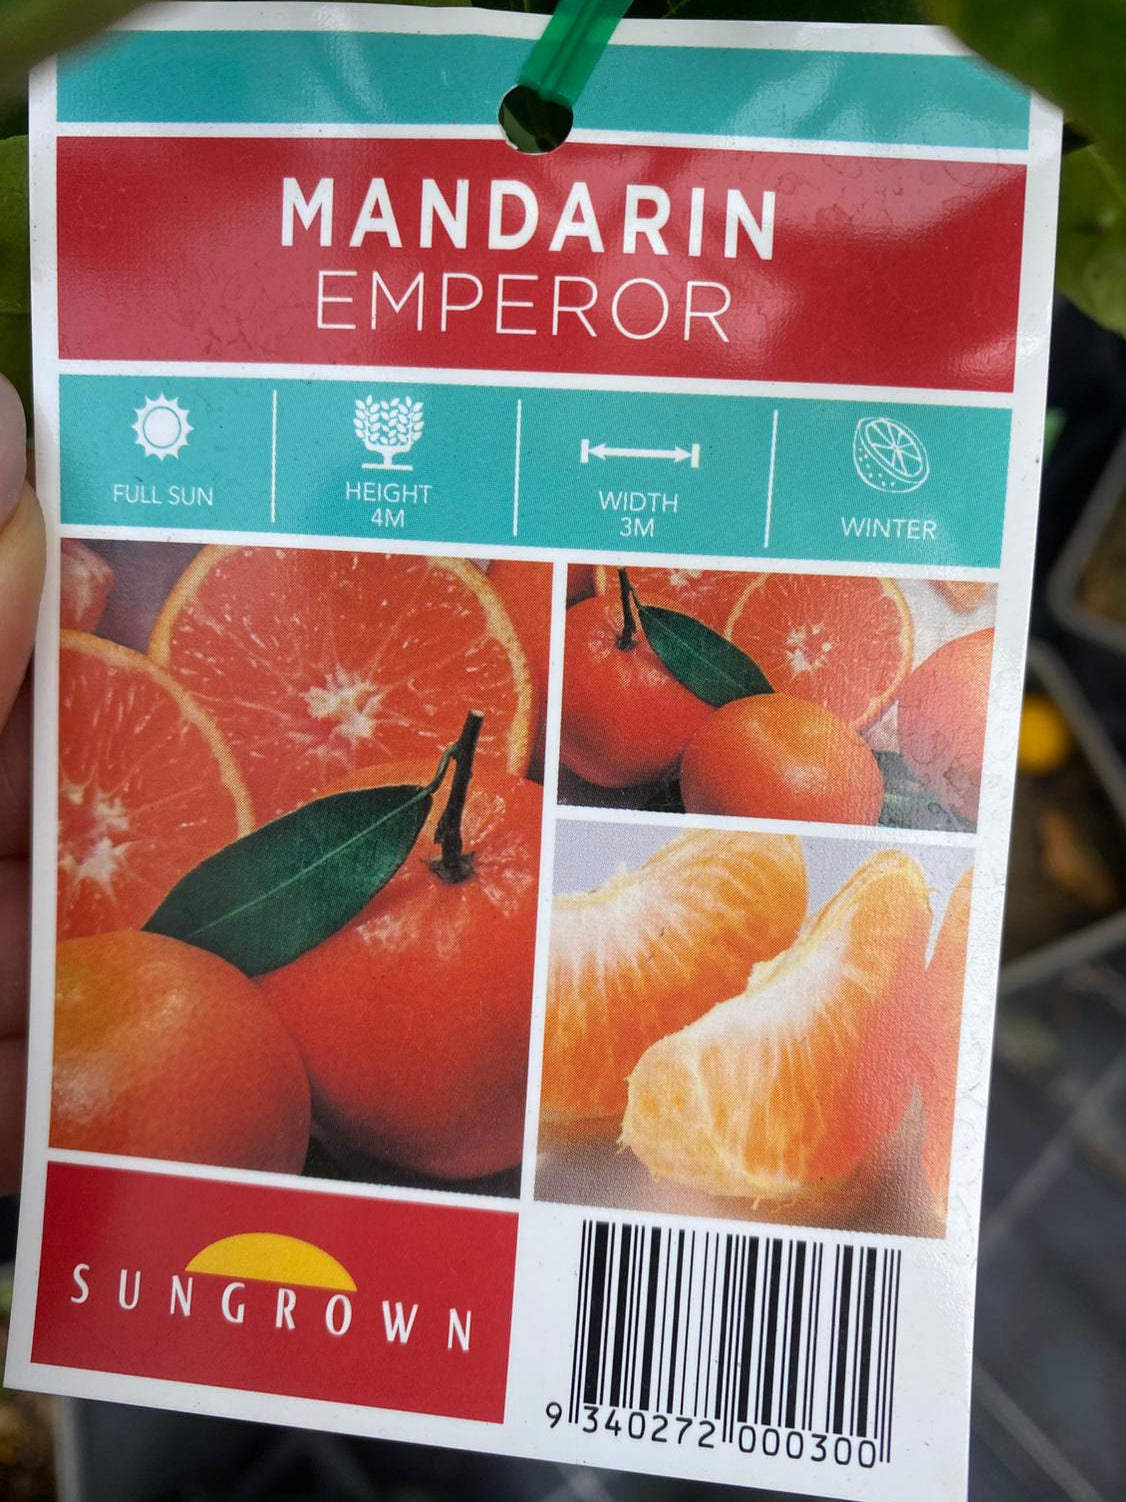 MANDARIN
EMPEROR
FULL SUN
HEIGHT
4M
WIDTH
3M
WINTER
SUNGROWN
9 340272 000300